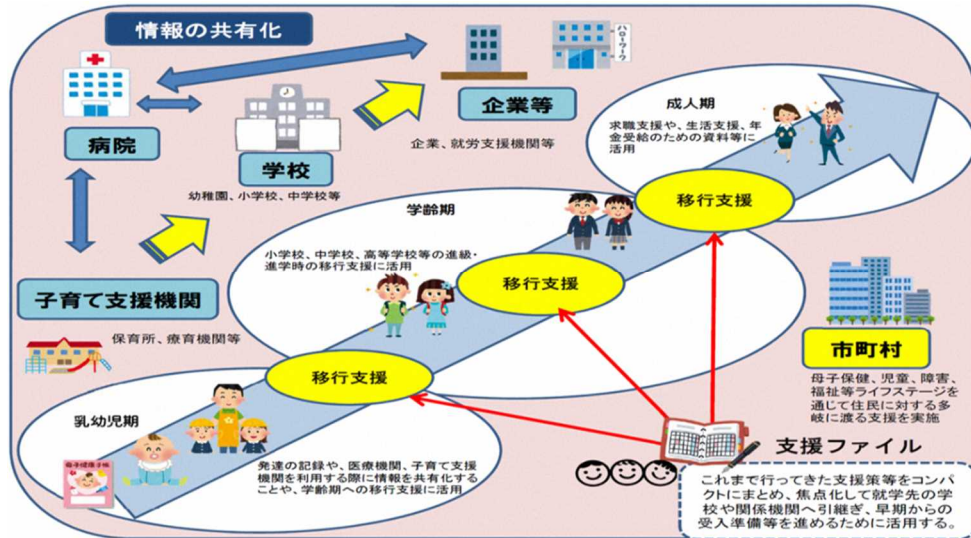 情報の共有化
ハローワーク
病院
学校
幼稚園、小学校、中学校等
企業等
企業、就労支援機関等
成人期
求職支援や、生活支援、年
金受給のための資料等に
活用
移行支援
学齢期
小学校、中学校、高等学校等の進級・
進学時の移行支援に活用
移行支援
子育て支援機関
保育所、療育機関等
移行支援
市町村
母子保健、児童、障害、
福祉等ライフステージを
通じて住民に対する多
岐に渡る支援を実施
乳幼児期
母子健康手帳
発達の記録や、医療機関、子育て支援
機関を利用する際に情報を共有化する
ことや、学齢期への移行支援に活用
支援ファイル
これまで行ってきた支援策等をコンパ
クトにまとめ、焦点化して就学先の学
校や関係機関へ引継ぎ、早期からの
受入準備等を進めるために活用する。